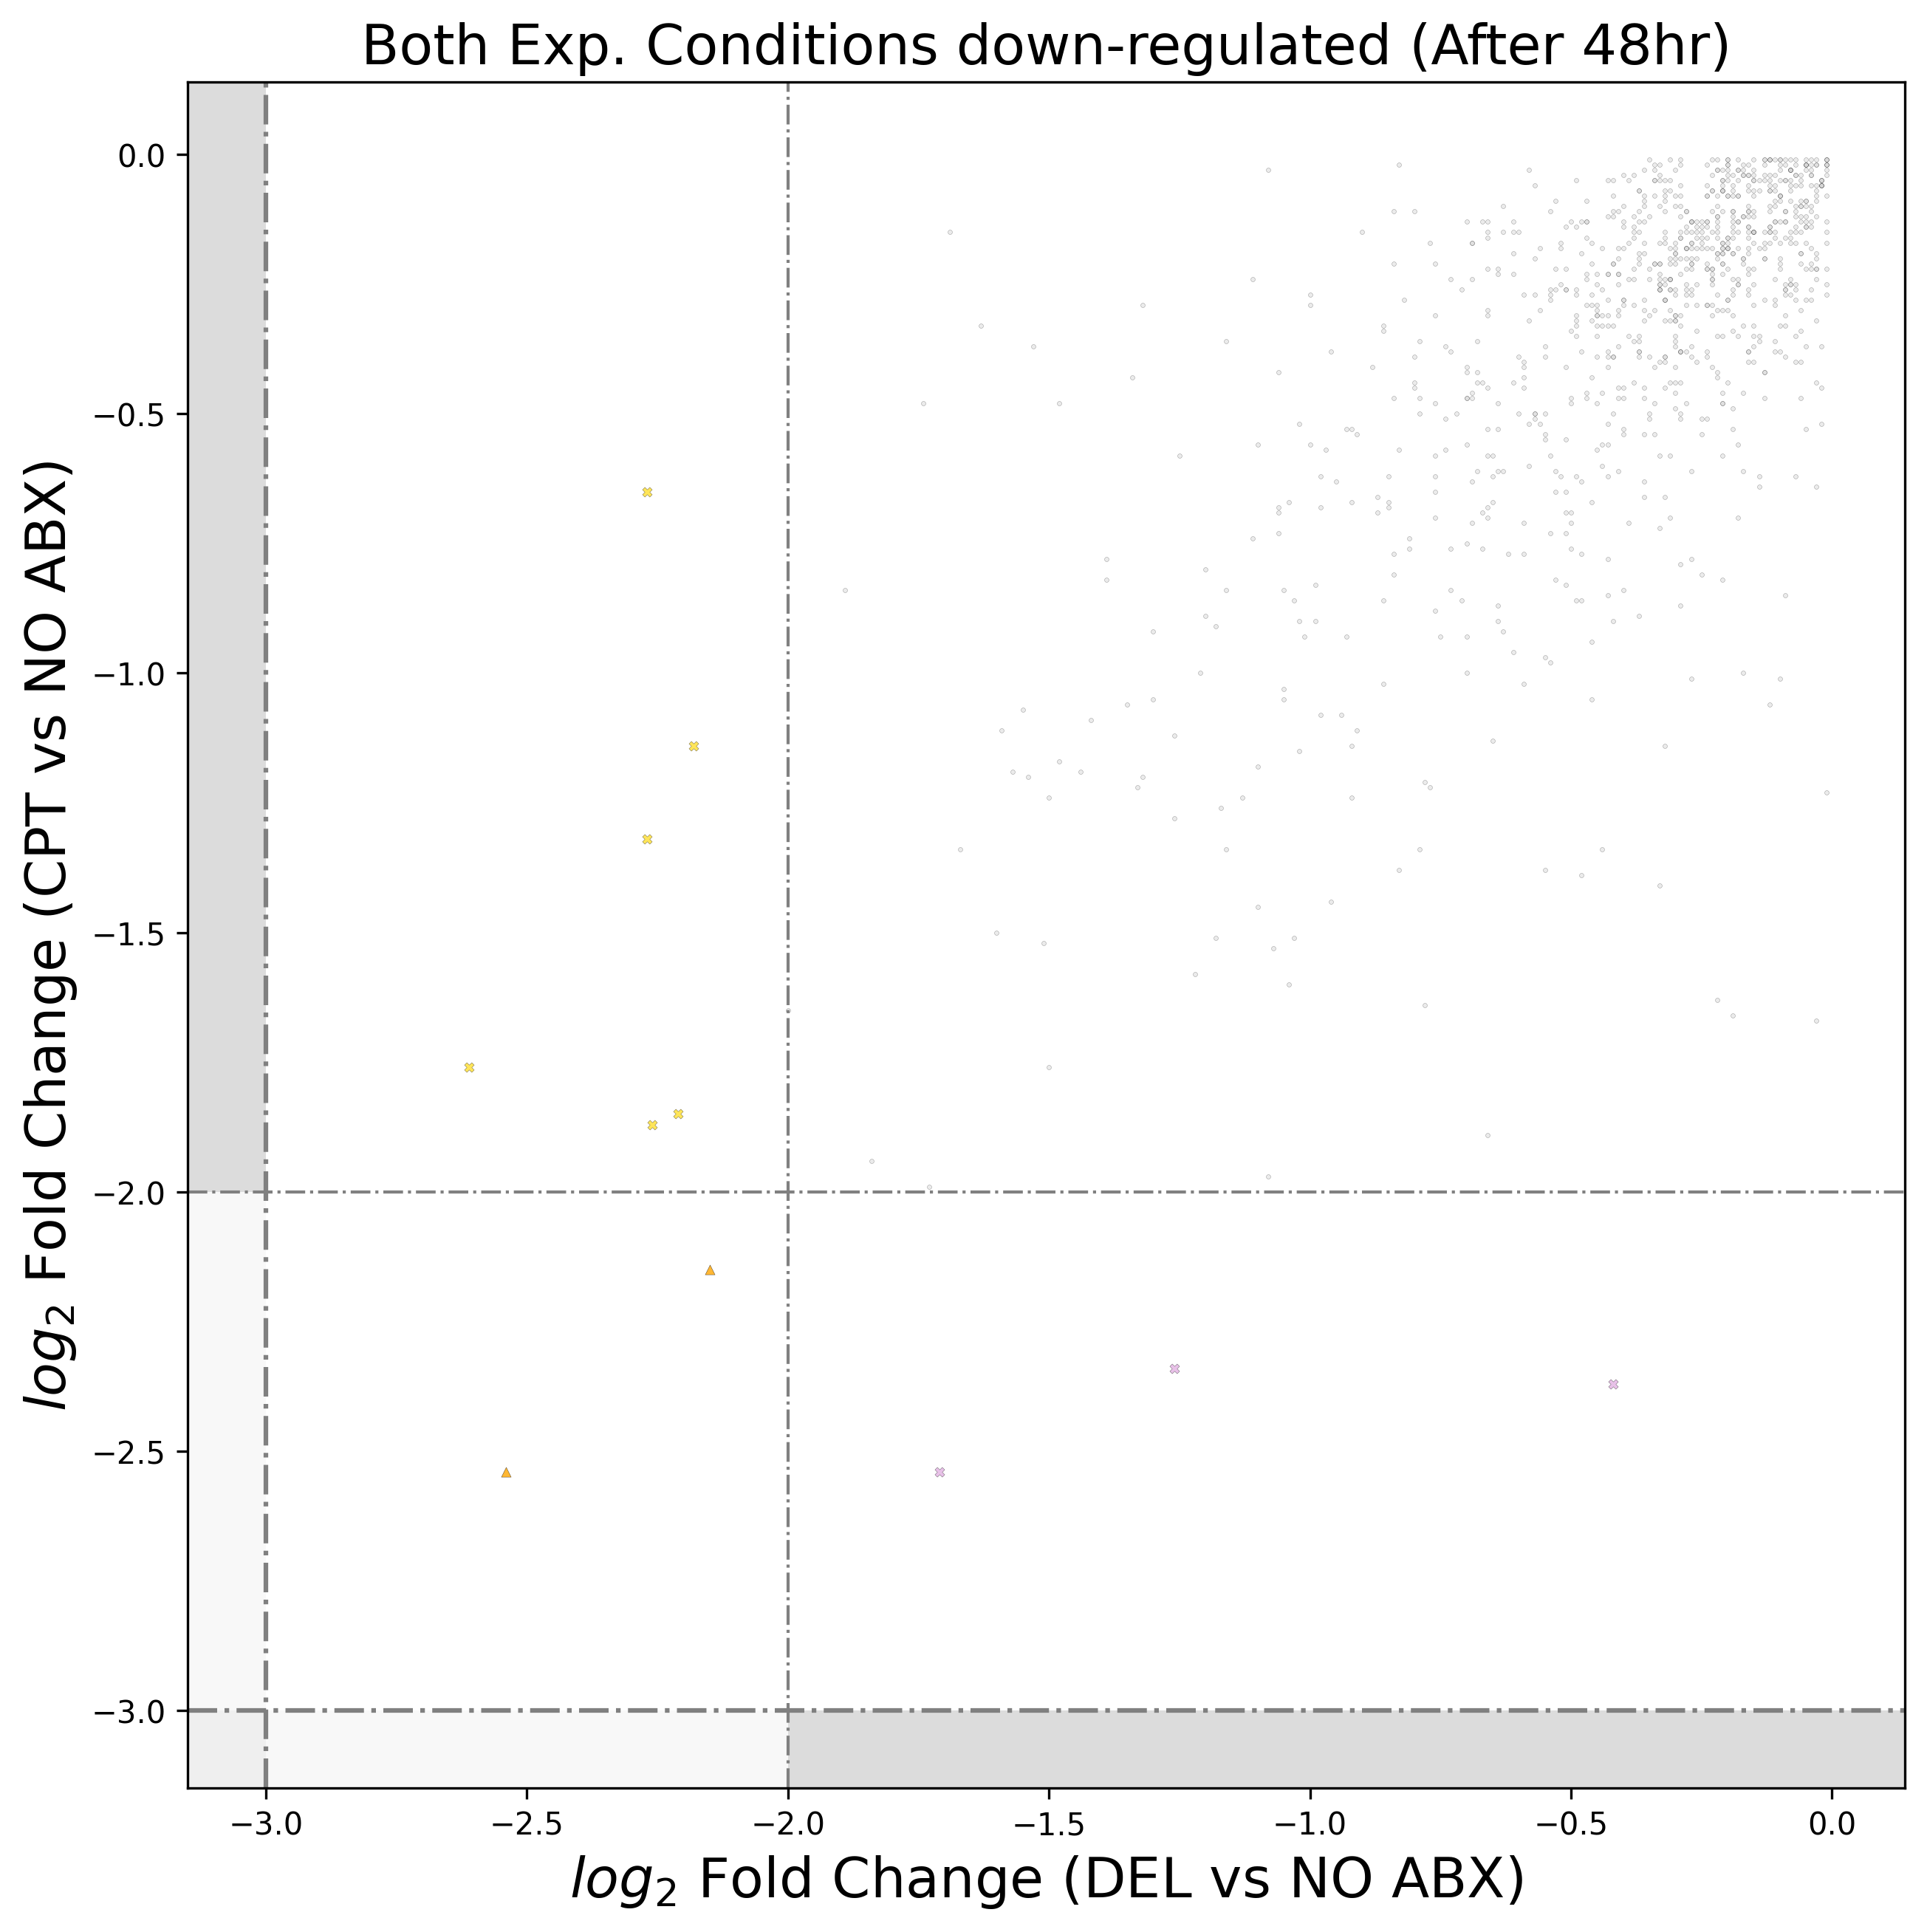 Both Exp. Conditions down-regulated (After 48hr)
log₂ Fold Change (CPT vs NO ABX)
0.0
−0.5
−1.0
−1.5
−2.0
−2.5
−3.0
−3.0 −2.5 −2.0 −1.5 −1.0 −0.5 0.0
log₂ Fold Change (DEL vs NO ABX)